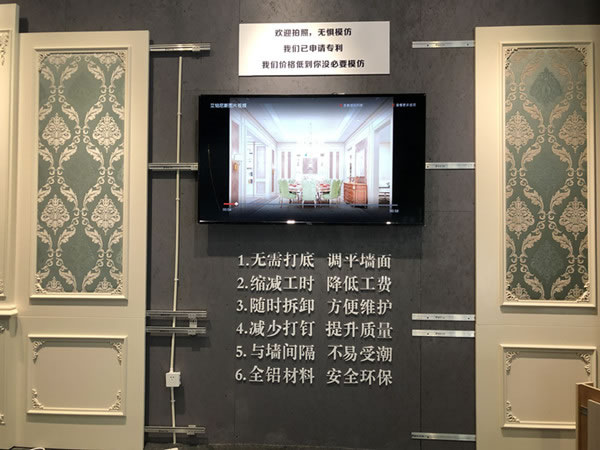 欢迎拍照，无惧模仿
我们已申请专利
我们价格低到你没必要模仿
1.无需打底 调平墙面
2.缩减工时 降低工费
3.随时拆卸 方便维护
4.减少打钉 提升质量
5.与墙间隔 不易受潮
6.全铝材料 安全环保